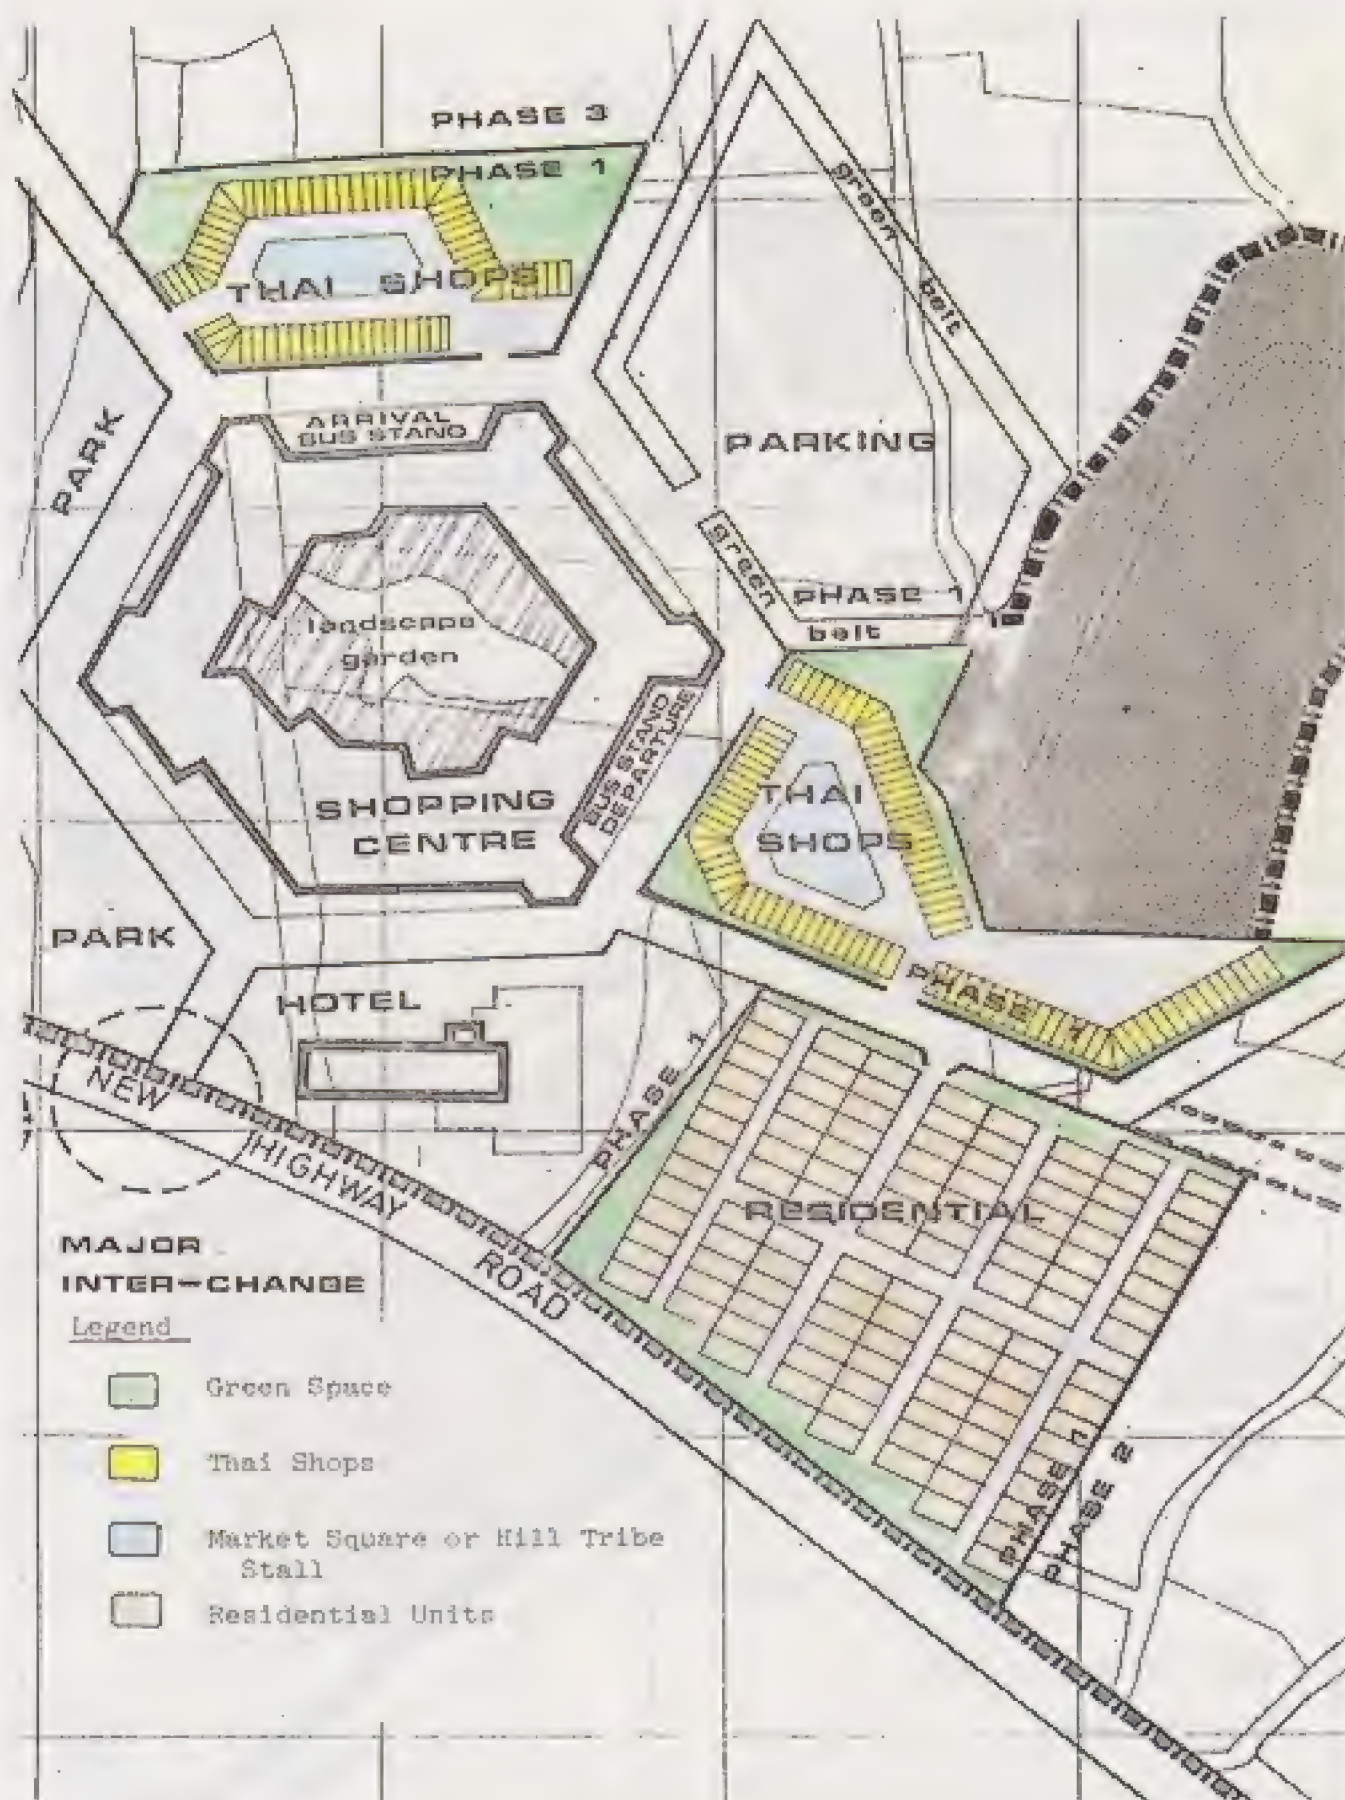 PHASE 3
PHASE 1
green
belt
THAI SHOPS
ARRIVAL
BUS STAND
PARK
PARKING
green
PHASE 1
belt
landscape
garden
BUS STAND
DEPARTURE
THAI
SHOPS
SHOPPING
CENTRE
PARK
HOTEL
PHASE 1
PHASE 1
NEW
HIGHWAY
ROAD
RESIDENTIAL
MAJOR
INTER-CHANGE
PHASE 1
PHASE 2
Legend
Green Space
Thai Shops
Market Square or Hill Tribe
Stall
Residential Units